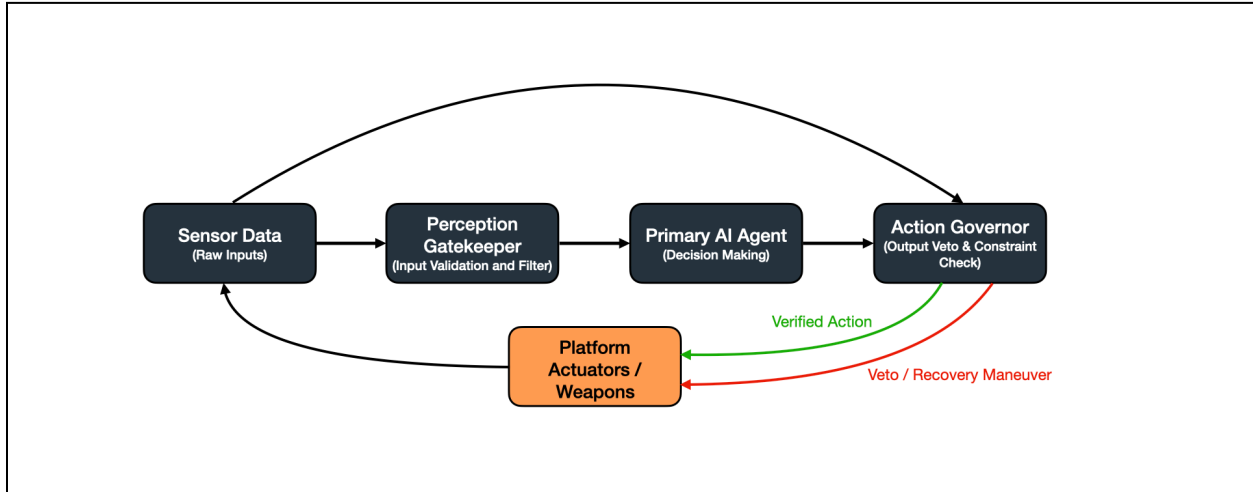 Sensor Data
(Raw Inputs)
Perception
Gatekeeper
(Input Validation and Filter)
Primary AI Agent
(Decision Making)
Action Governor
(Output Veto & Constraint
Check)
Verified Action
Veto / Recovery Maneuver
Platform
Actuators /
Weapons